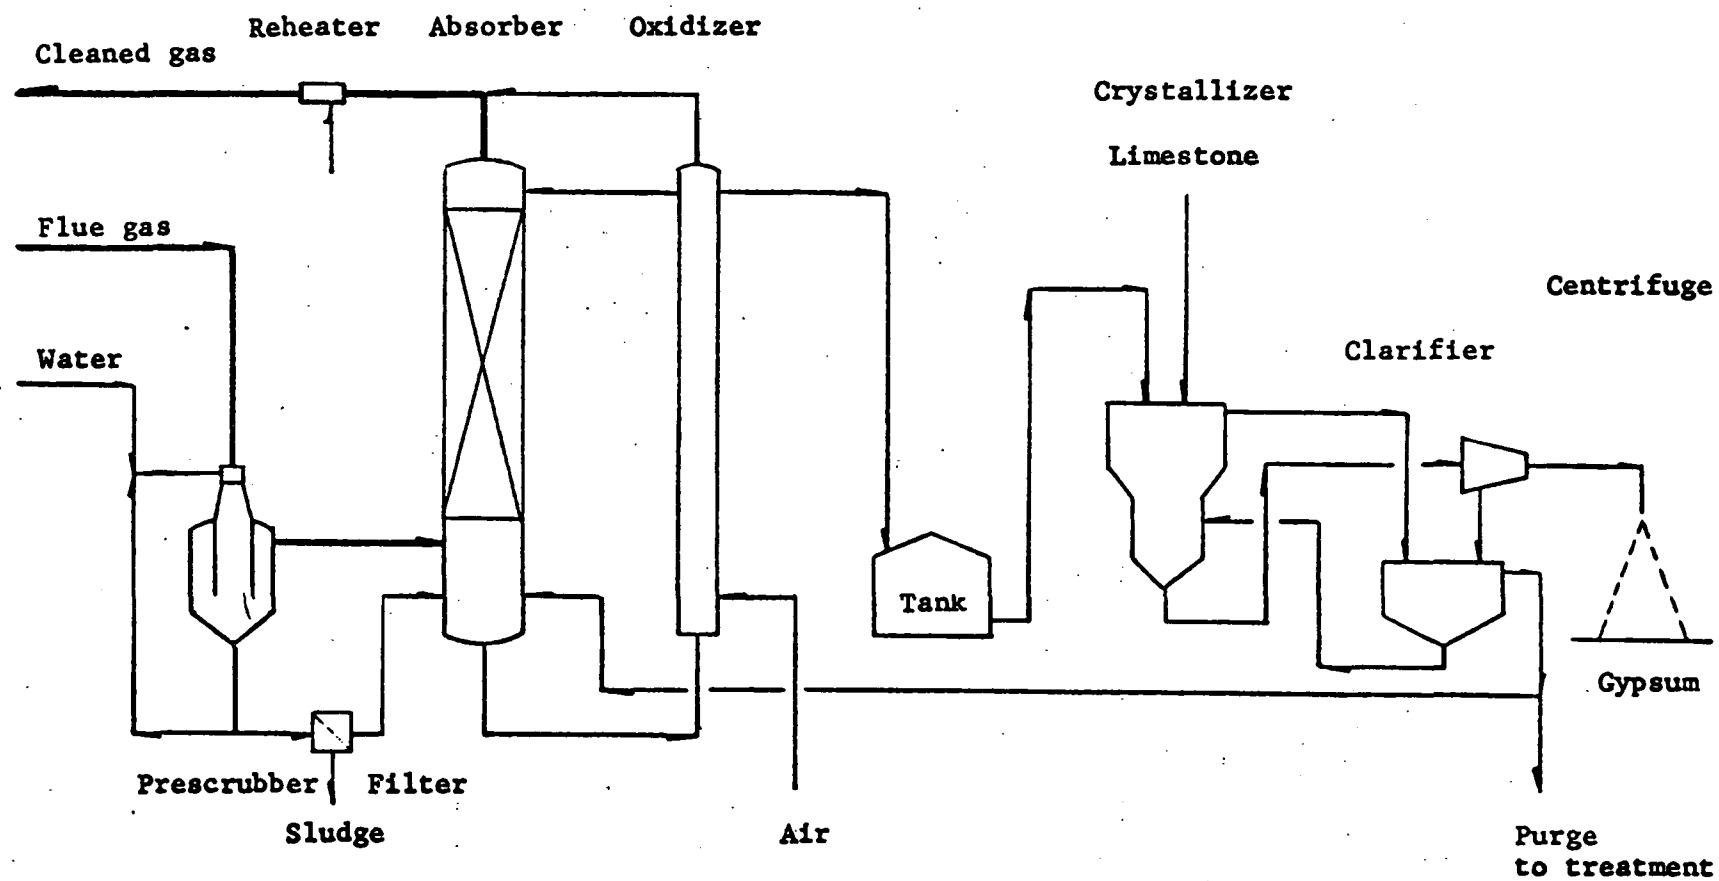 Reheater
Absorber
Oxidizer
Cleaned gas
Crystallizer
Limestone
Flue gas
Centrifuge
Water
Clarifier
Tank
Gypsum
Prescrubber
Filter
Sludge
Air
Purge
to treatment